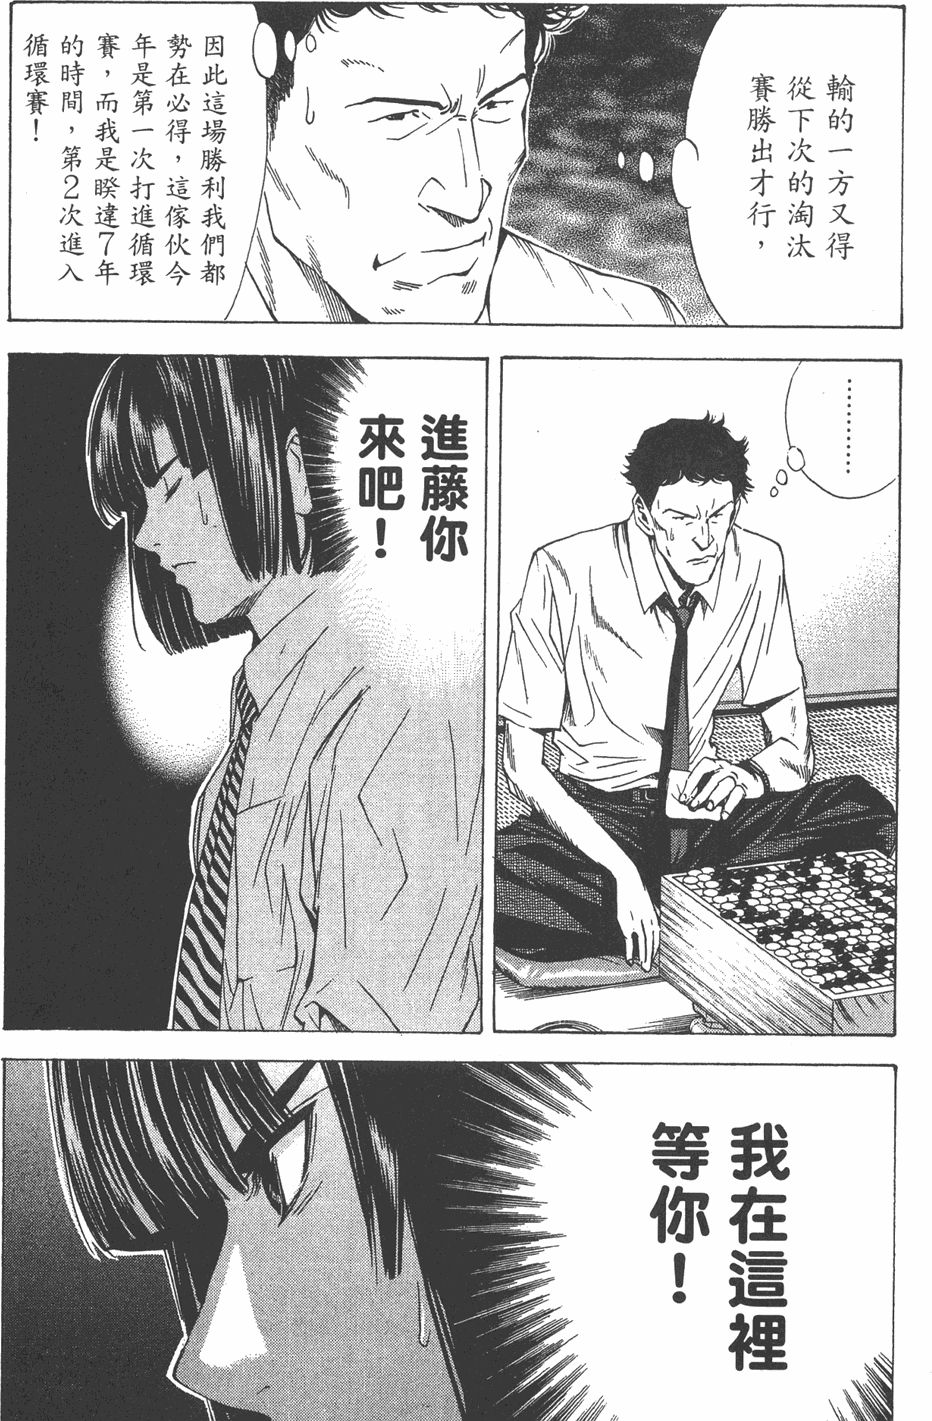 輸的一方又得
從下次的淘汰
賽勝出才行，
因此這場勝利我們都
勢在必得，這傢伙今
年是第一次打進循環
賽，而我是睽違7年
的時間，第2次進入
循環賽！
…………
進藤你
來吧！
我在這裡
等你！